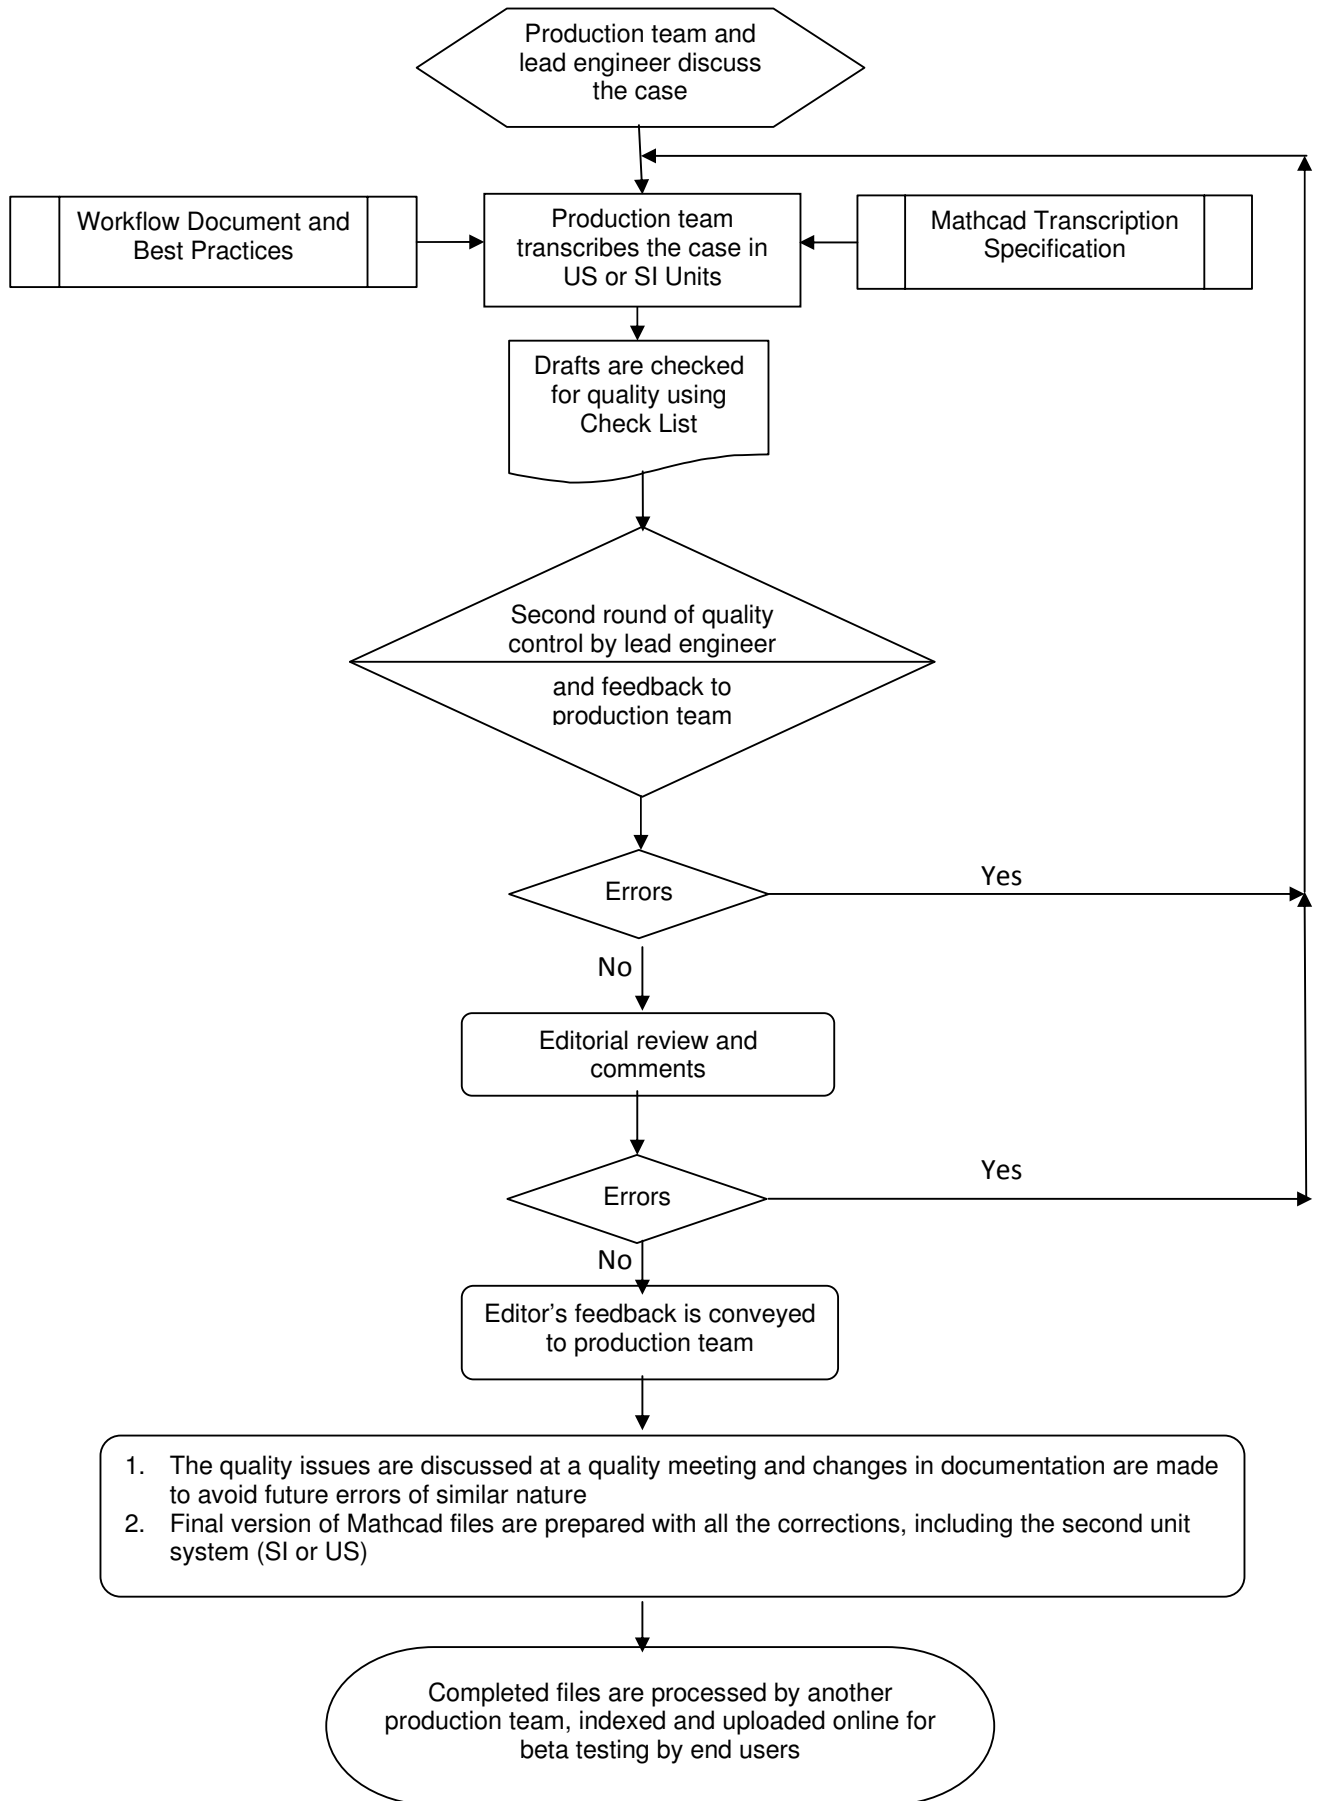 Production team and
lead engineer discuss
the case
Workflow Document and
Best Practices
Production team
transcribes the case in
US or SI Units
Mathcad Transcription
Specification
Drafts are checked
for quality using
Check List
Second round of quality
control by lead engineer
and feedback to
production team
Errors
Yes
No
Editorial review and
comments
Errors
Yes
No
Editor’s feedback is conveyed
to production team
1. The quality issues are discussed at a quality meeting and changes in documentation are made
to avoid future errors of similar nature
2. Final version of Mathcad files are prepared with all the corrections, including the second unit
system (SI or US)
Completed files are processed by another
production team, indexed and uploaded online for
beta testing by end users